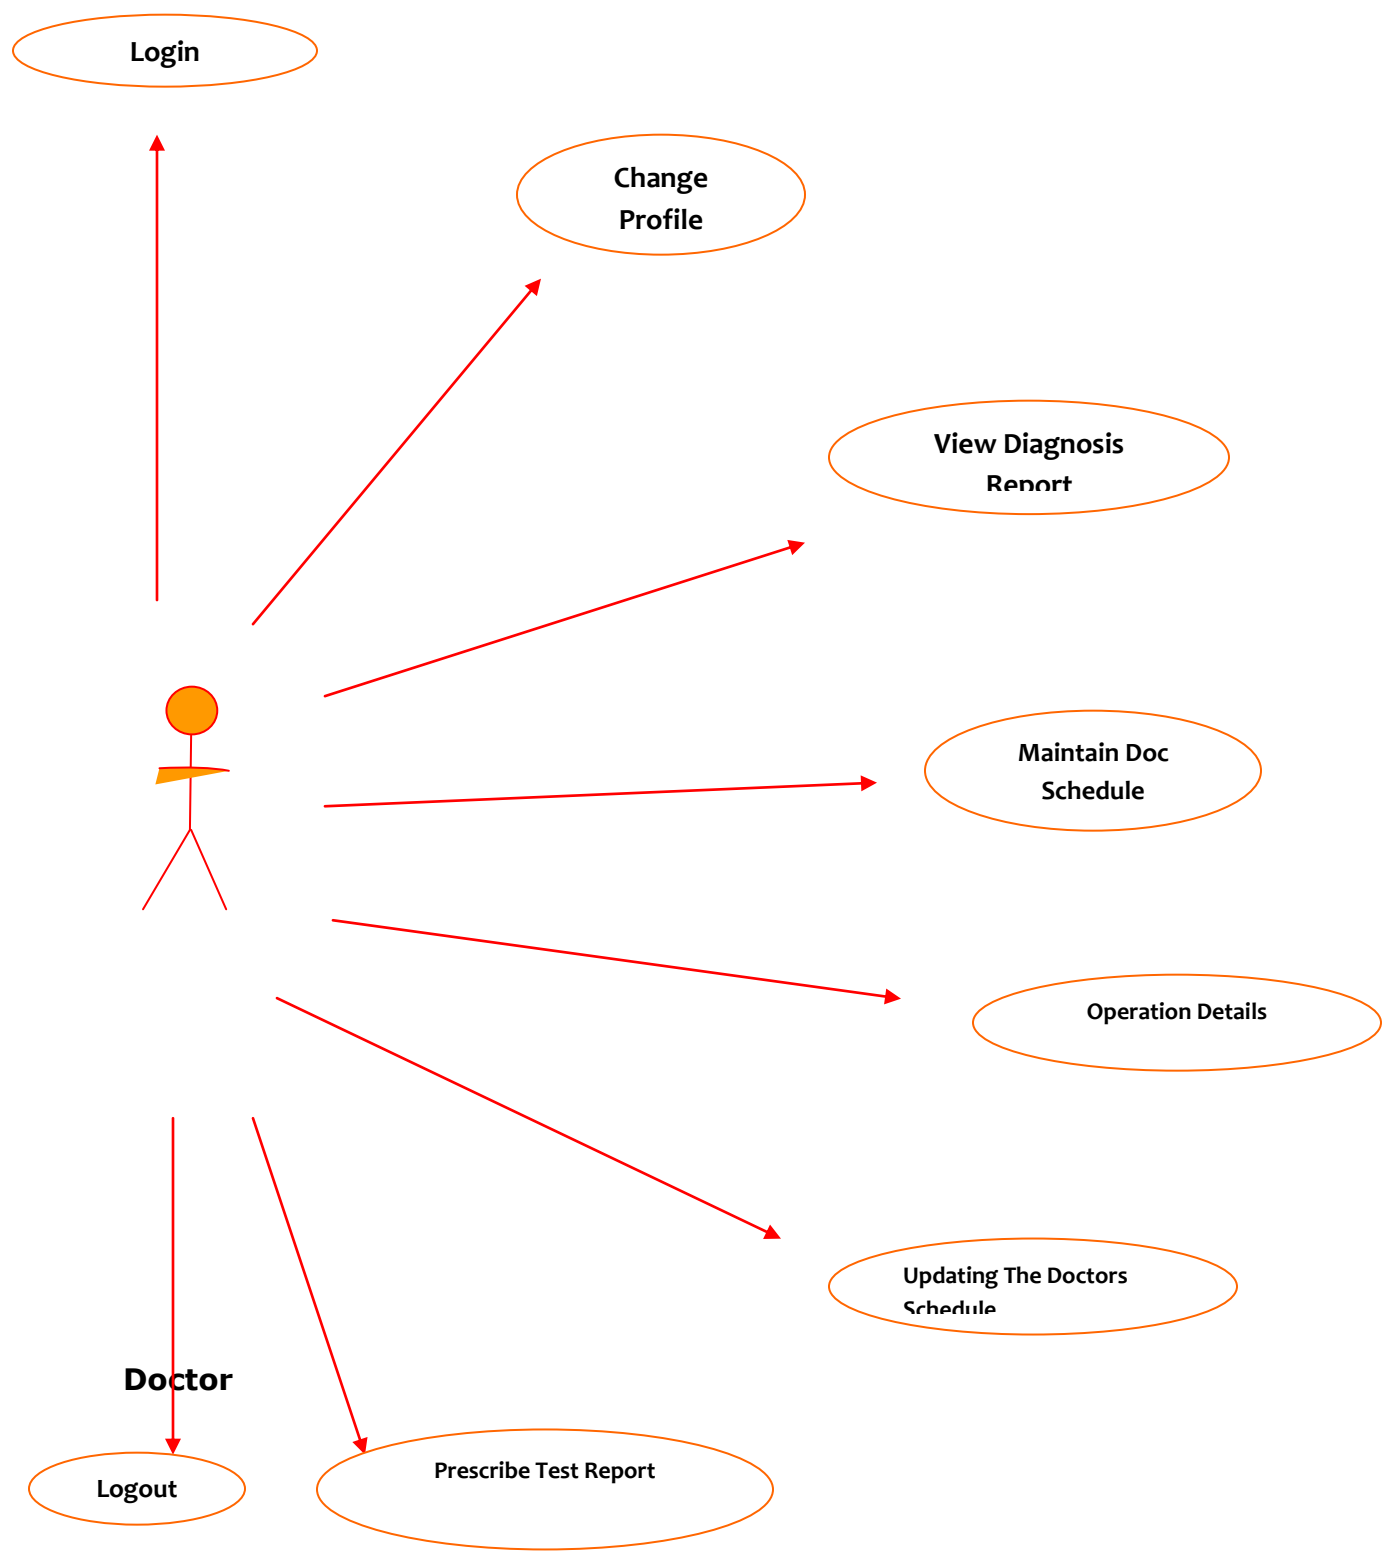 Login
Change
Profile
View Diagnosis
Report
Maintain Doc
Schedule
Operation Details
Updating The Doctors
Schedule
Doctor
Prescribe Test Report
Logout